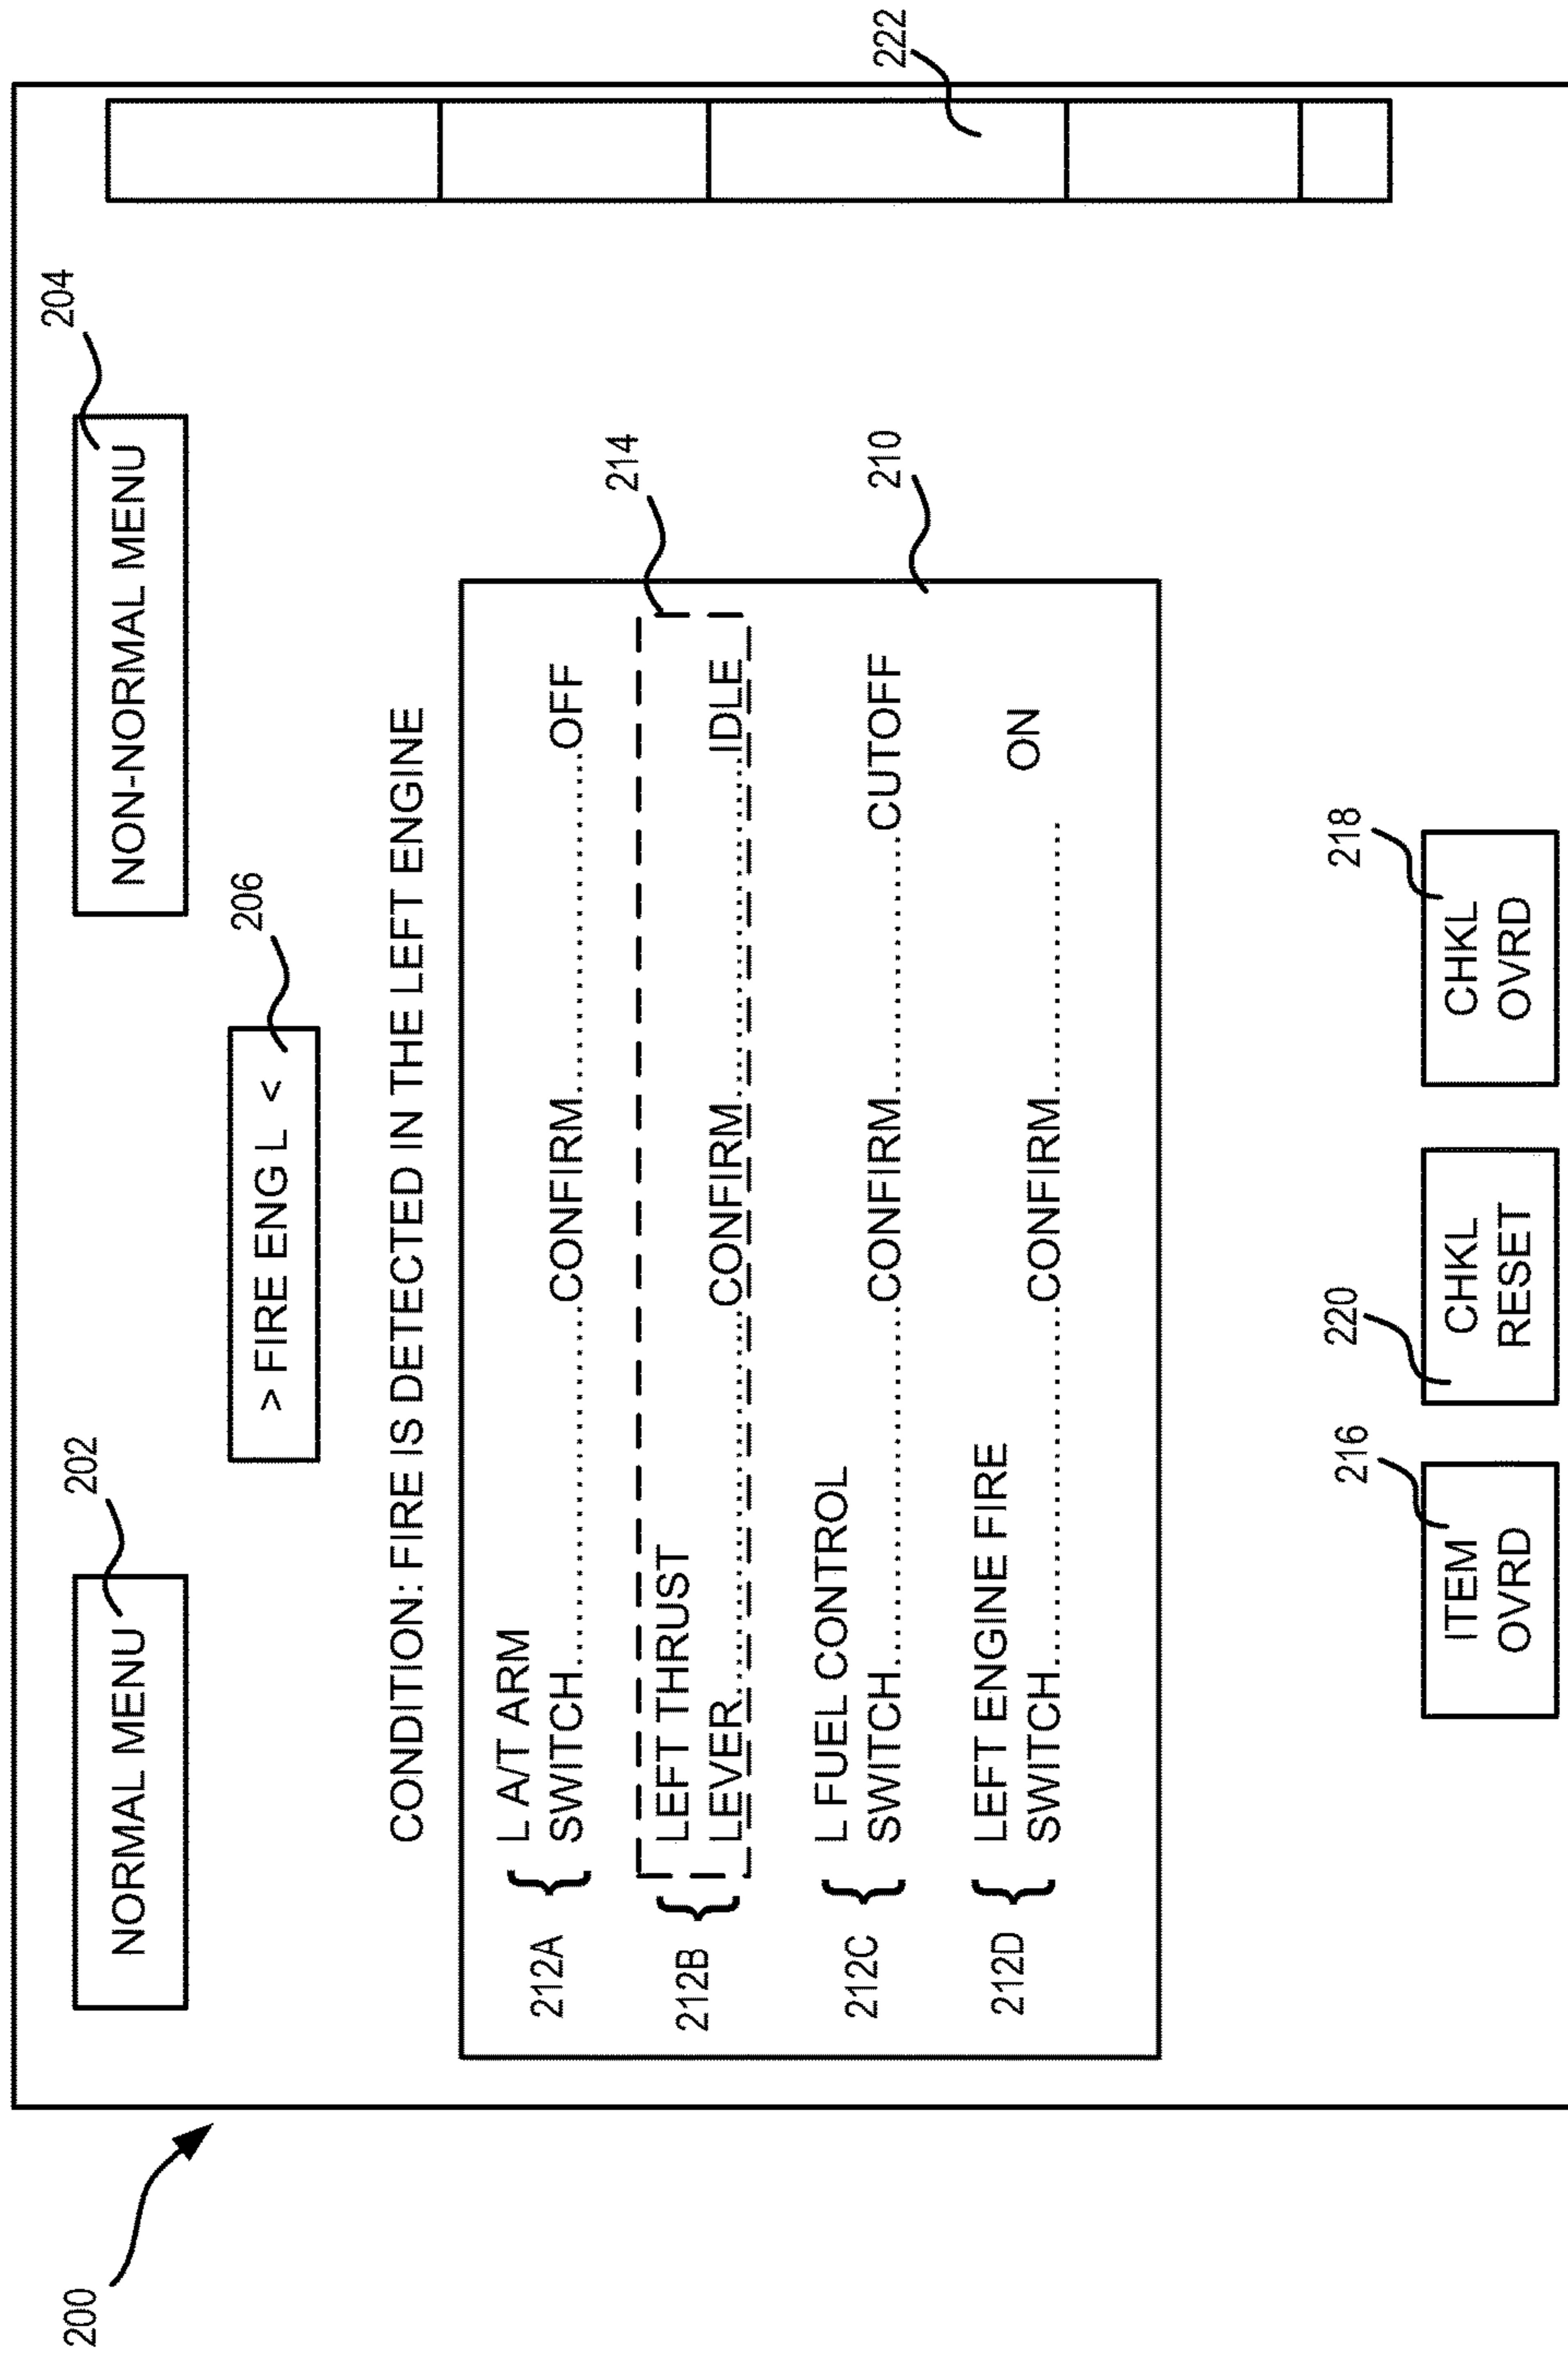 200
202
204
NORMAL MENU
NON-NORMAL MENU
206
> FIRE ENG L <
CONDITION: FIRE IS DETECTED IN THE LEFT ENGINE
212A
L A/T ARM
SWITCH..............................CONFIRM..............................OFF
214
212B
LEFT THRUST
LEVER..............................CONFIRM..............................IDLE
212C
L FUEL CONTROL
SWITCH..............................CONFIRM......................CUTOFF
210
212D
LEFT ENGINE FIRE
SWITCH..............................CONFIRM...................... ON
222
216
220
218
ITEM
OVRD
CHKL
RESET
CHKL
OVRD